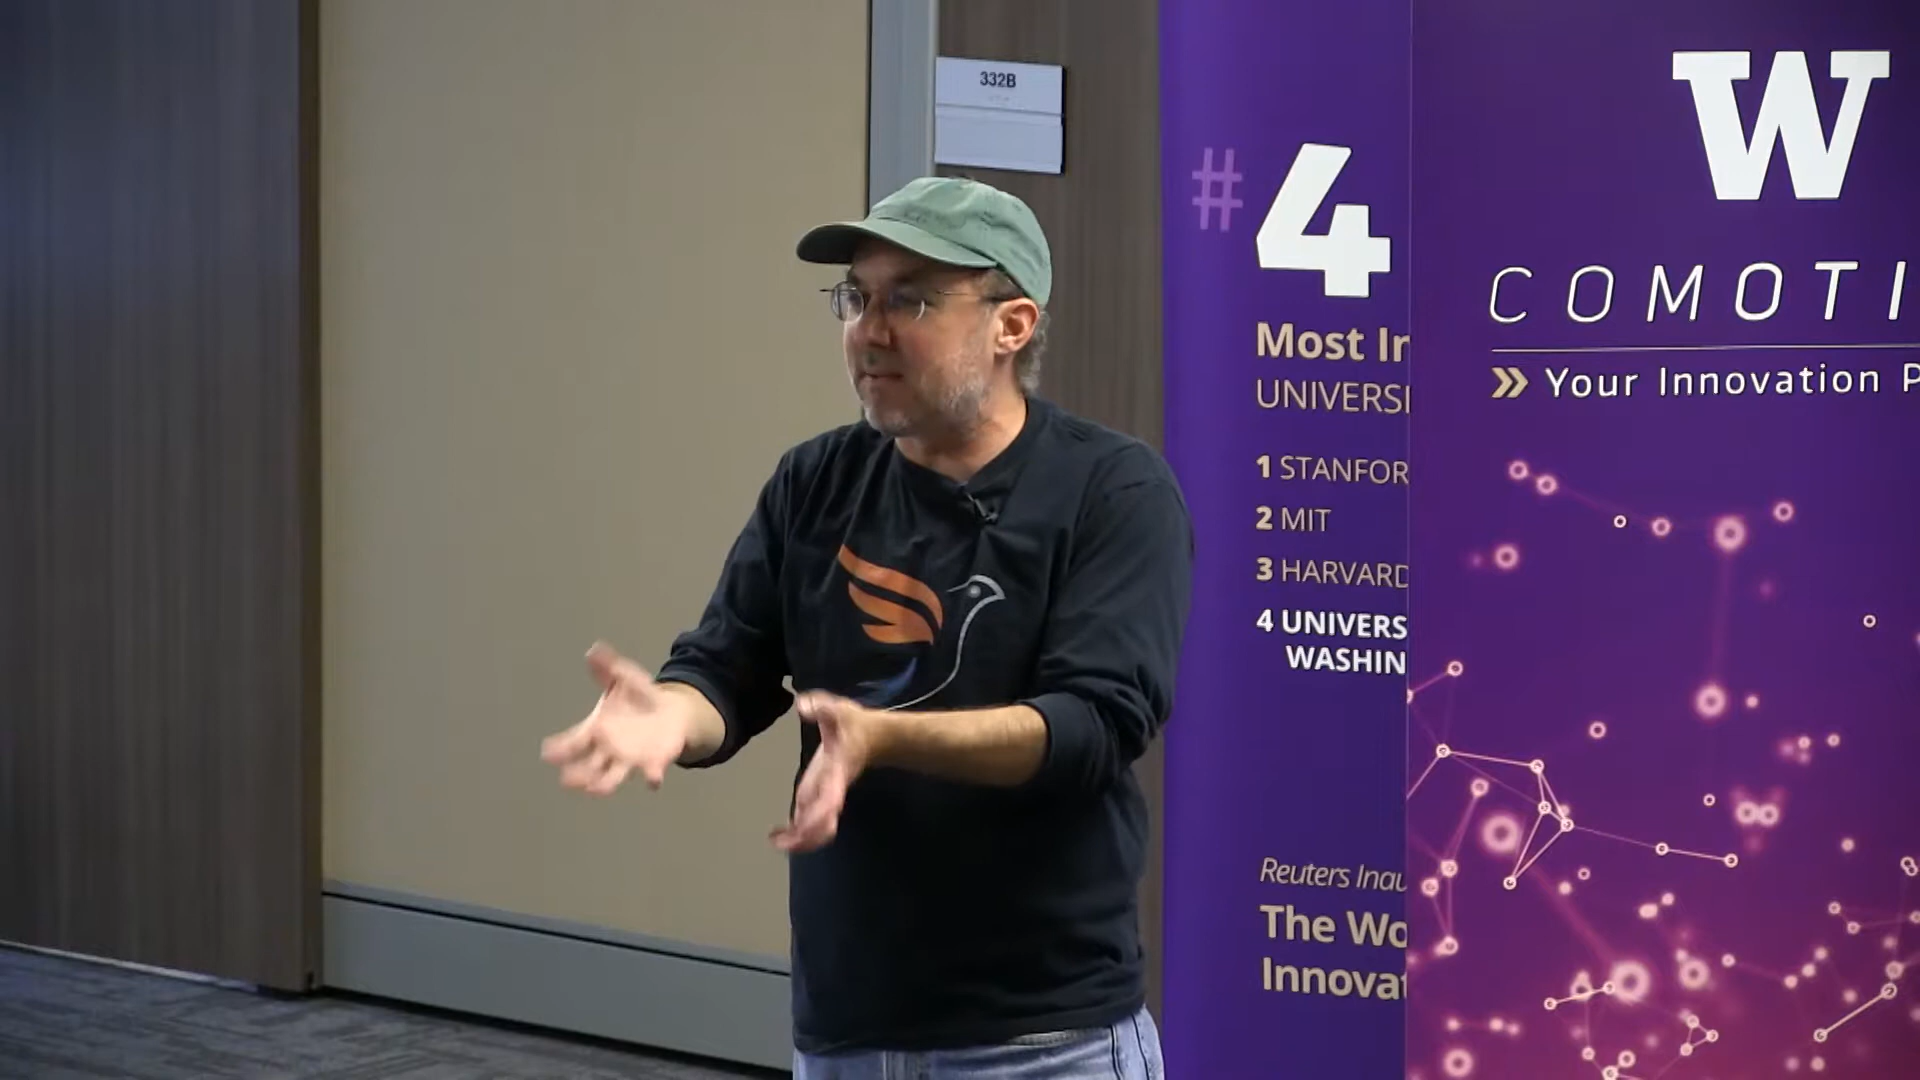 332B
#4
Most In
UNIVERSI
1 STANFOR
2 MIT
3 HARVARD
4 UNIVERS
WASHIN
Reuters Inau
The Wo
Innovat
W
COMOTI
» Your Innovation P